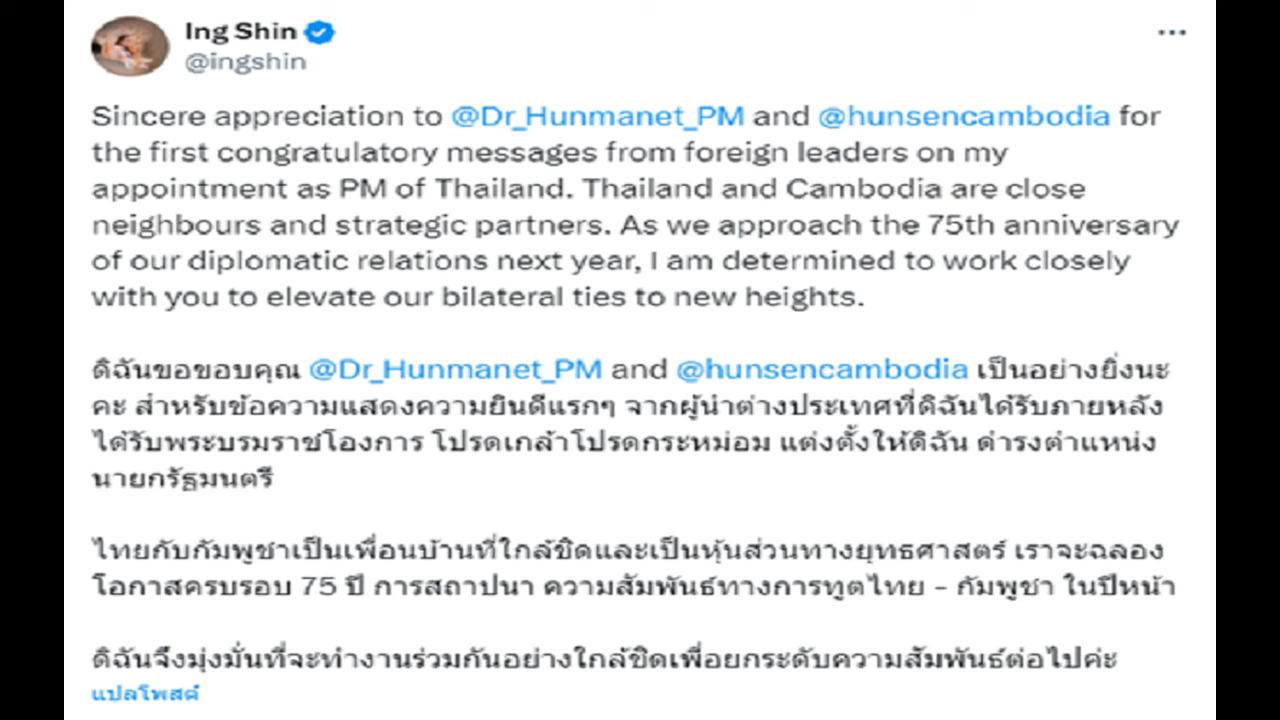 Ing Shin
@ingshin
Sincere appreciation to @Dr_Hunmanet_PM and @hunsencambodia for
the first congratulatory messages from foreign leaders on my
appointment as PM of Thailand. Thailand and Cambodia are close
neighbours and strategic partners. As we approach the 75th anniversary
of our diplomatic relations next year, I am determined to work closely
with you to elevate our bilateral ties to new heights.
ดิฉันขอขอบคุณ @Dr_Hunmanet_PM and @hunsencambodia เป็นอย่างยิ่งนะ
คะ สำหรับข้อความแสดงความยินดีแรกๆ จากผู้นำต่างประเทศที่ดิฉันได้รับภายหลัง
ได้รับพระบรมราชโองการ โปรดเกล้าโปรดกระหม่อม แต่งตั้งให้ดิฉัน ดำรงตำแหน่ง
นายกรัฐมนตรี
ไทยกับกัมพูชาเป็นเพื่อนบ้านที่ใกล้ชิดและเป็นหุ้นส่วนทางยุทธศาสตร์ เราจะฉลอง
โอกาสครบรอบ 75 ปี การสถาปนา ความสัมพันธ์ทางการทูตไทย - กัมพูชา ในปีหน้า
ดิฉันจึงมุ่งมั่นที่จะทำงานร่วมกันอย่างใกล้ชิดเพื่อยกระดับความสัมพันธ์ต่อไปค่ะ
แปลโพสต์